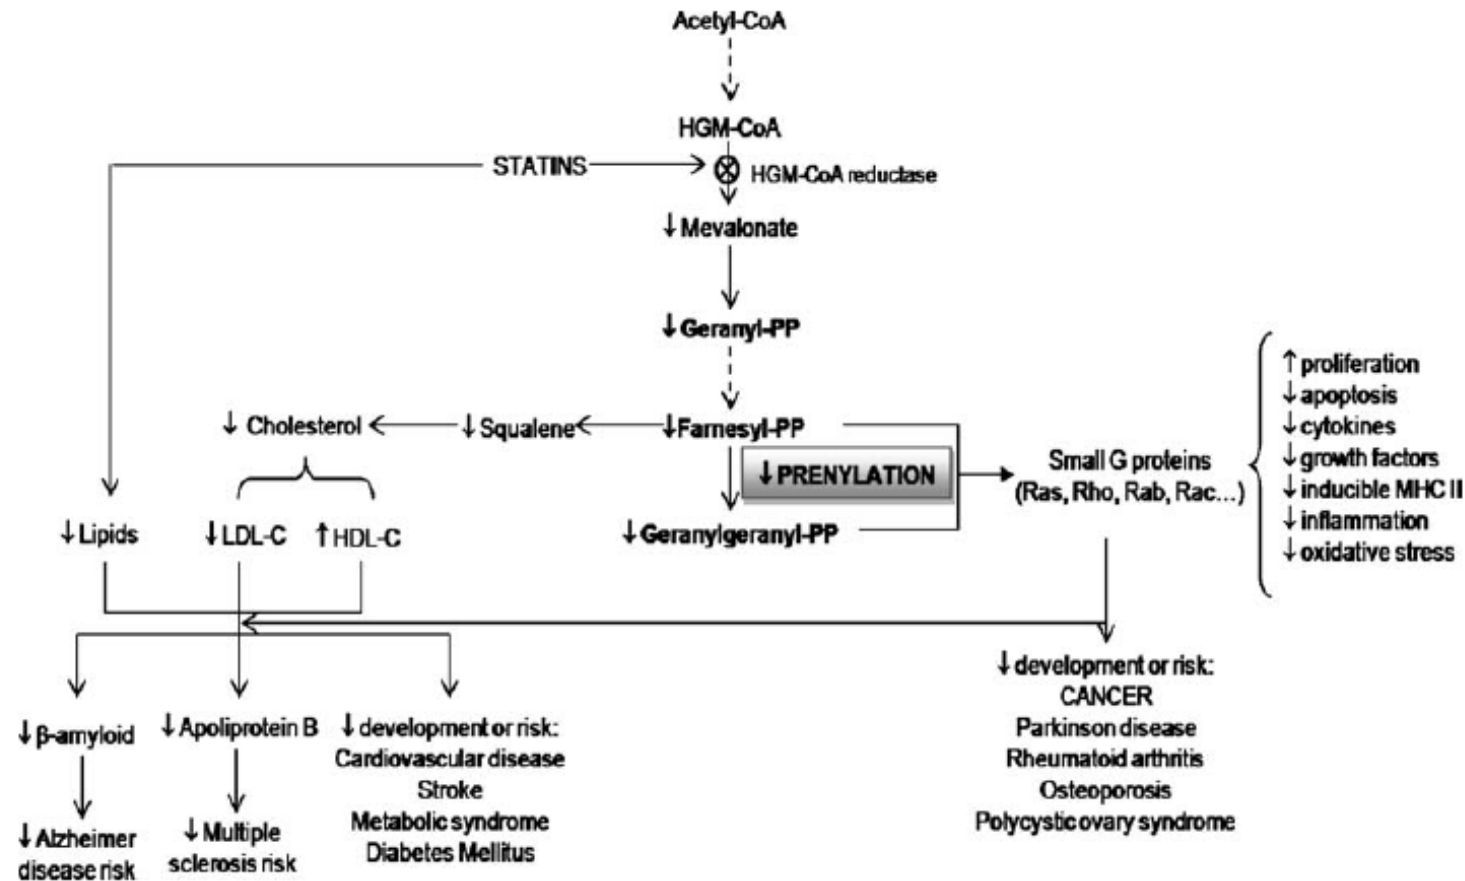 Acetyl-CoA
HGM-CoA
STATINS
HGM-CoA reductase
↓ Mevalonate
↓ Geranyl-PP
↓ Cholesterol
↓ Squalene
↓ Farnesyl-PP
↓ PRENYLATION
↓ Geranylgeranyl-PP
Small G proteins
(Ras, Rho, Rab, Rac...)
↑ proliferation
↓ apoptosis
↓ cytokines
↓ growth factors
↓ inducible MHC II
↓ inflammation
↓ oxidative stress
↓ Lipids
↓ LDL-C
↑ HDL-C
↓ β-amyloid
↓ Alzheimer
disease risk
↓ Apoliprotein B
↓ Multiple
sclerosis risk
↓ development or risk:
Cardiovascular disease
Stroke
Metabolic syndrome
Diabetes Mellitus
↓ development or risk:
CANCER
Parkinson disease
Rheumatoid arthritis
Osteoporosis
Polycystic ovary syndrome